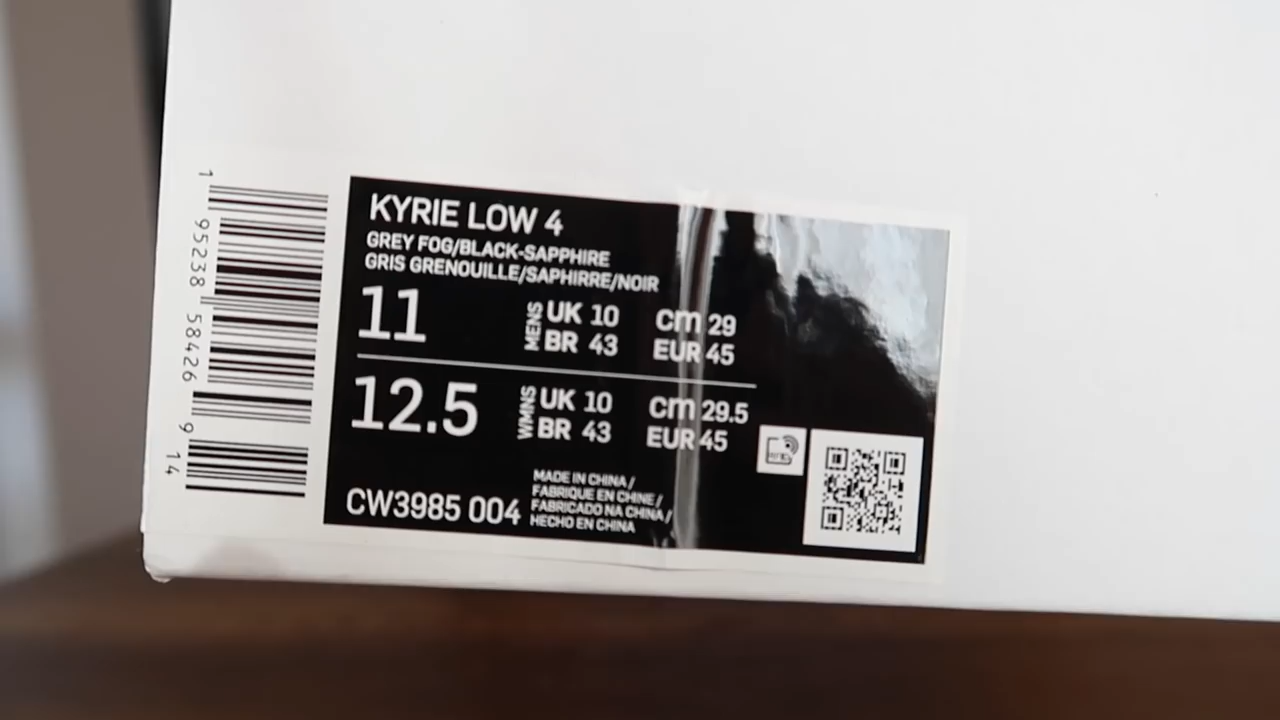 KYRIE LOW 4
GREY FOG/BLACK-SAPPHIRE
GRIS GRENOUILLE/SAPHIRRE/NOIR
11 MENS UK 10 cm 29
BR 43 EUR 45
12.5 WMNS UK 10 cm 29.5
BR 43 EUR 45
CW3985 004
MADE IN CHINA /
FABRIQUE EN CHINE /
FABRICADO NA CHINA /
HECHO EN CHINA
1 95238 58426 9 14